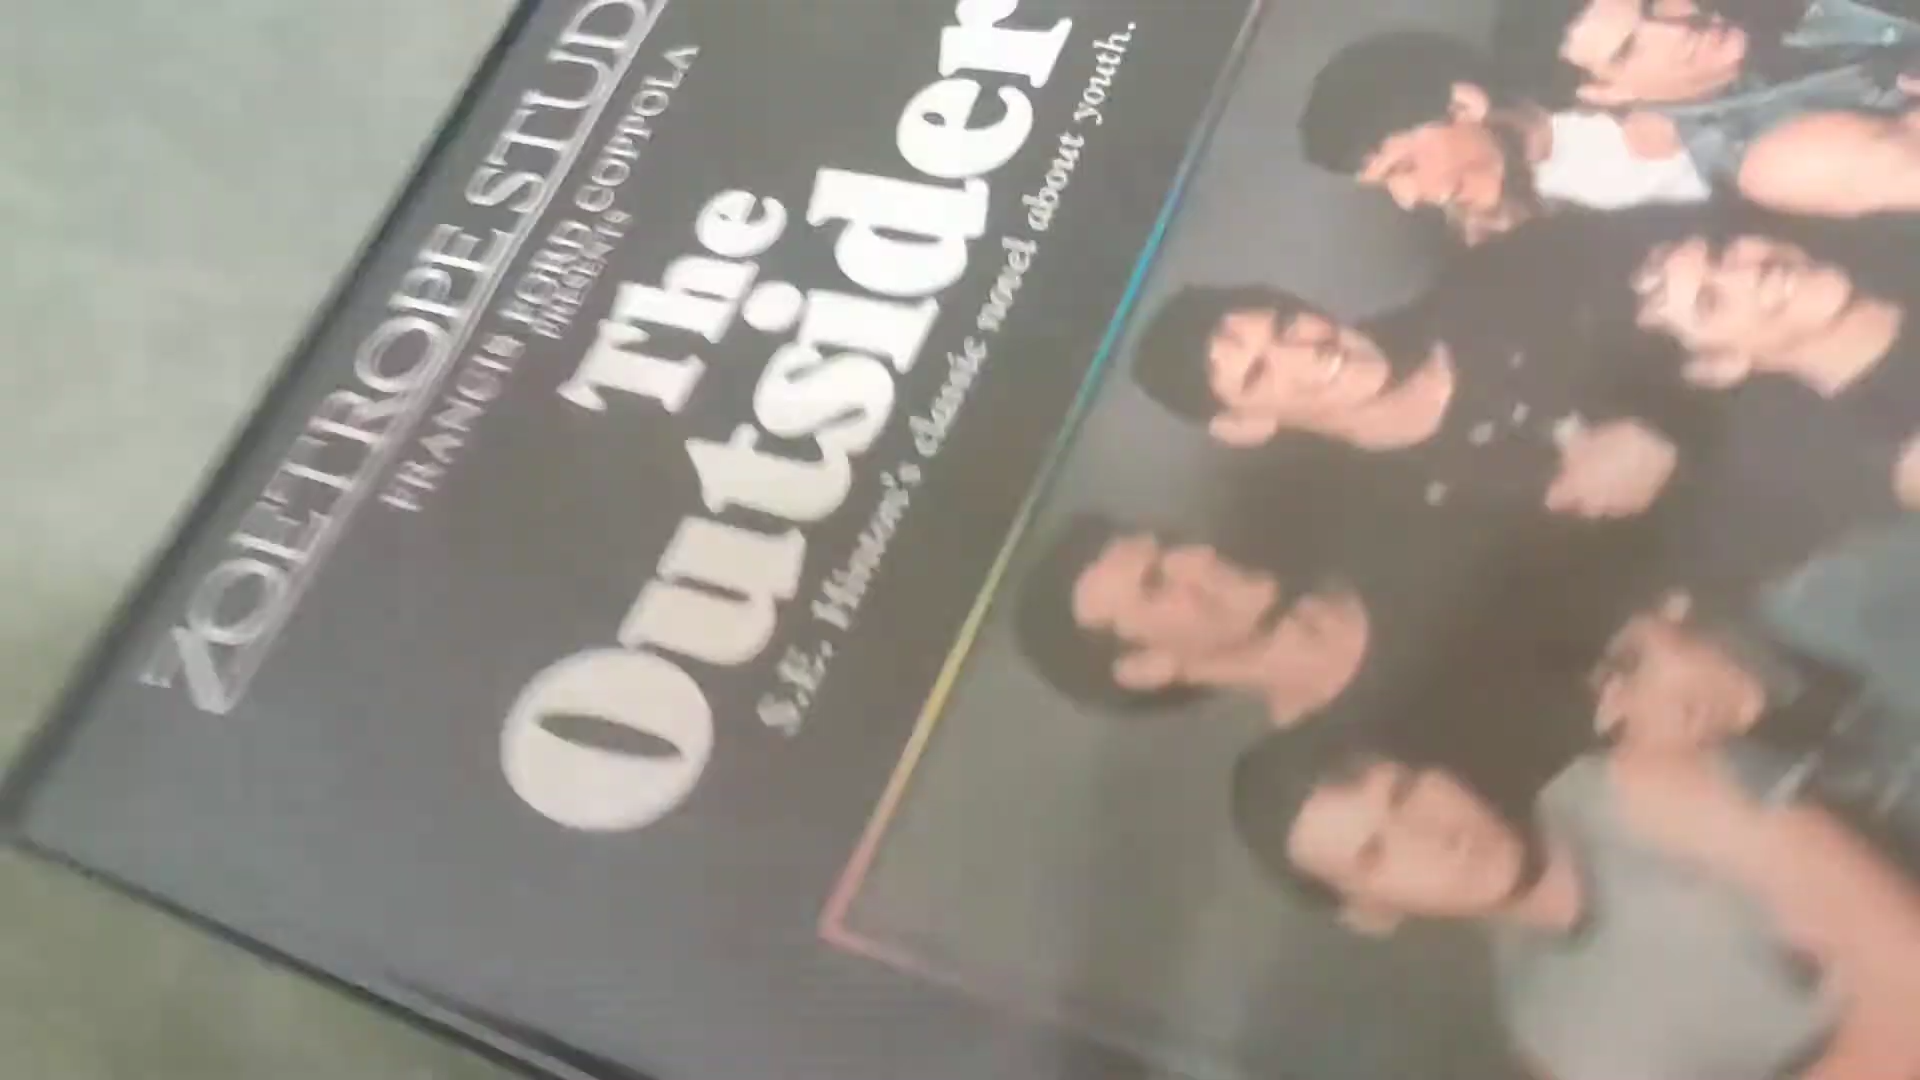 ZOETROPE STUD
FRANCIS FORD COPPOLA
PRESENTS
The
Outsider
S.E. Hinton's classic novel about youth.